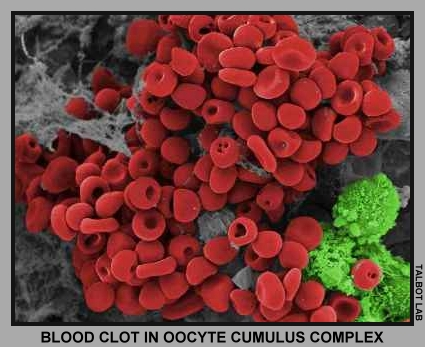 BLOOD CLOT IN OOCYTE CUMULUS COMPLEX
TALBOT LAB